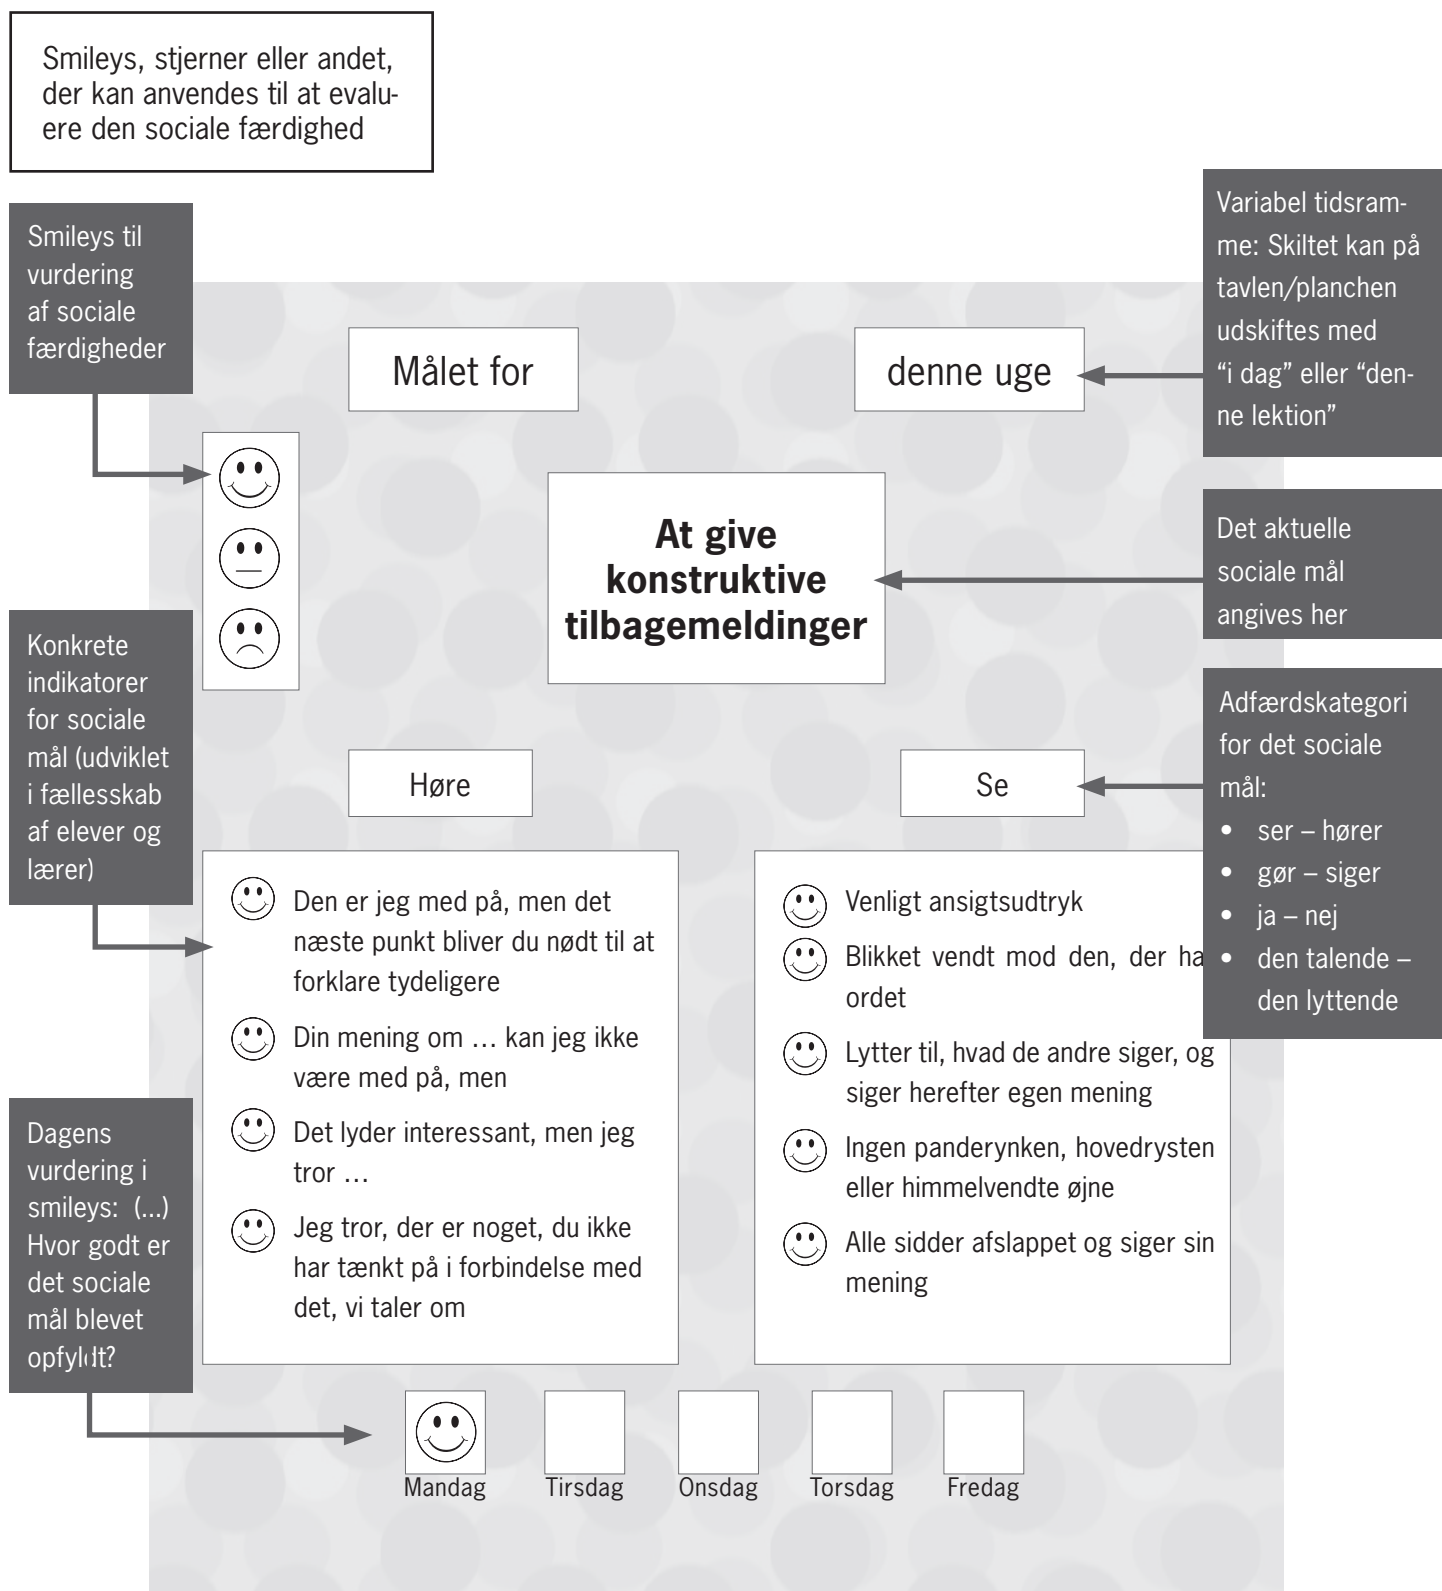 Smileys, stjerner eller andet,
der kan anvendes til at evalu-
ere den sociale færdighed
Smileys til
vurdering
af sociale
færdigheder
Variabel tidsram-
me: Skiltet kan på
tavlen/planchen
udskiftes med
“i dag” eller “den-
ne lektion”
Målet for
denne uge
At give
konstruktive
tilbagemeldinger
Det aktuelle
sociale mål
angives her
Konkrete
indikatorer
for sociale
mål (udviklet
i fællesskab
af elever og
lærer)
Adfærdskategori
for det sociale
mål:
• ser – hører
• gør – siger
• ja – nej
• den talende –
den lyttende
Høre
Se
Den er jeg med på, men det
næste punkt bliver du nødt til at
forklare tydeligere
Din mening om … kan jeg ikke
være med på, men
Det lyder interessant, men jeg
tror …
Jeg tror, der er noget, du ikke
har tænkt på i forbindelse med
det, vi taler om
Venligt ansigtsudtryk
Blikket vendt mod den, der ha
ordet
Lytter til, hvad de andre siger, og
siger herefter egen mening
Ingen panderynken, hovedrysten
eller himmelvendte øjne
Alle sidder afslappet og siger sin
mening
Dagens
vurdering i
smileys: (...)
Hvor godt er
det sociale
mål blevet
opfyldt?
Mandag
Tirsdag
Onsdag
Torsdag
Fredag